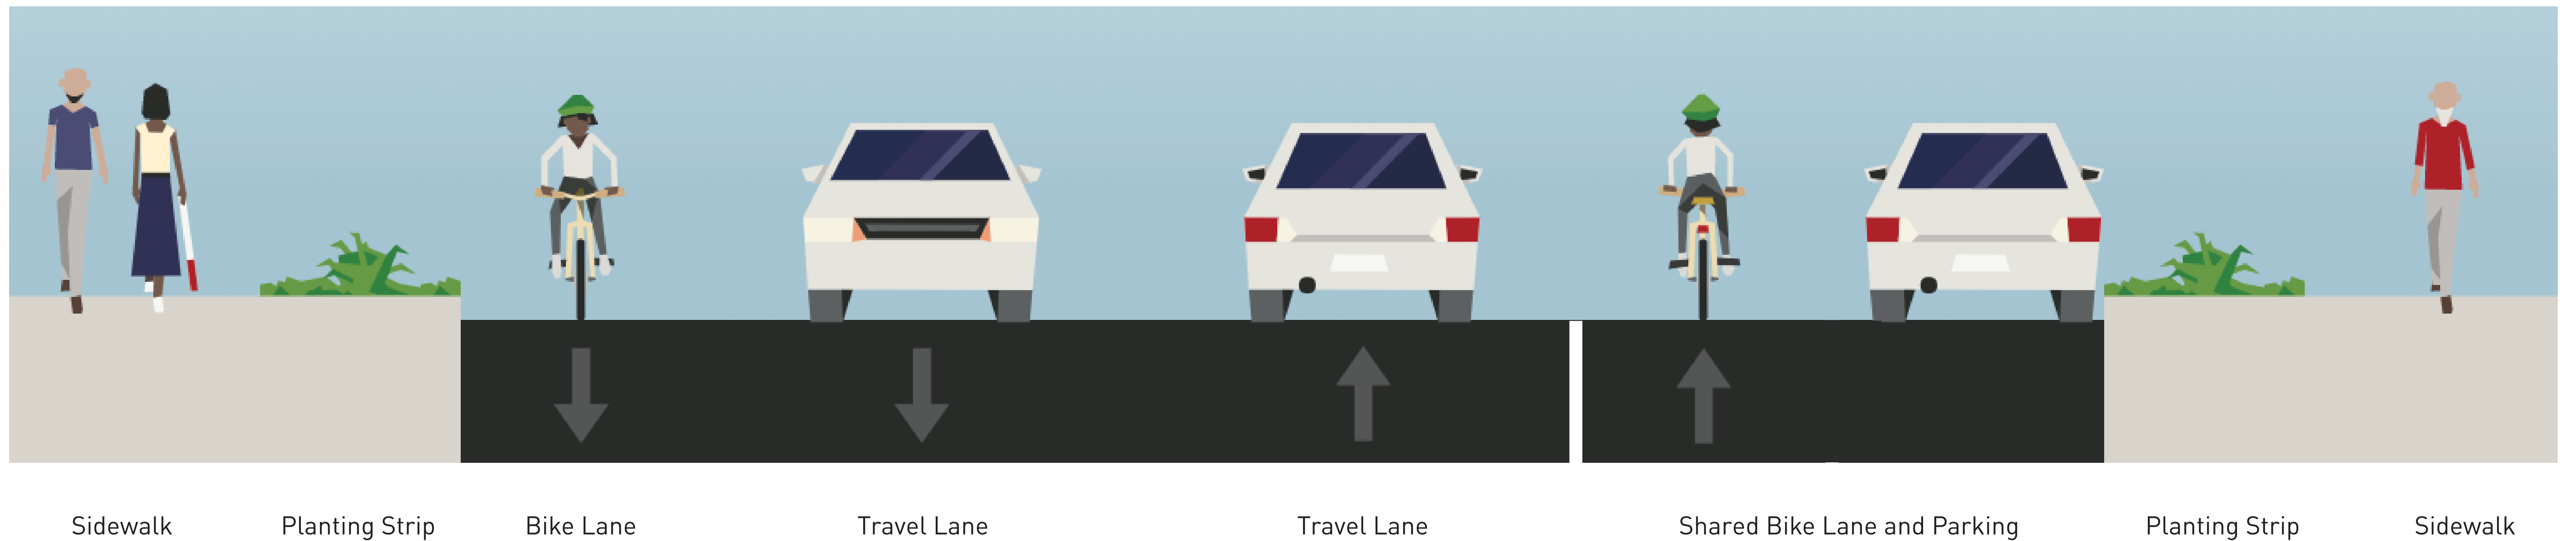 Sidewalk
Planting Strip
Bike Lane
Travel Lane
Travel Lane
Shared Bike Lane and Parking
Planting Strip
Sidewalk